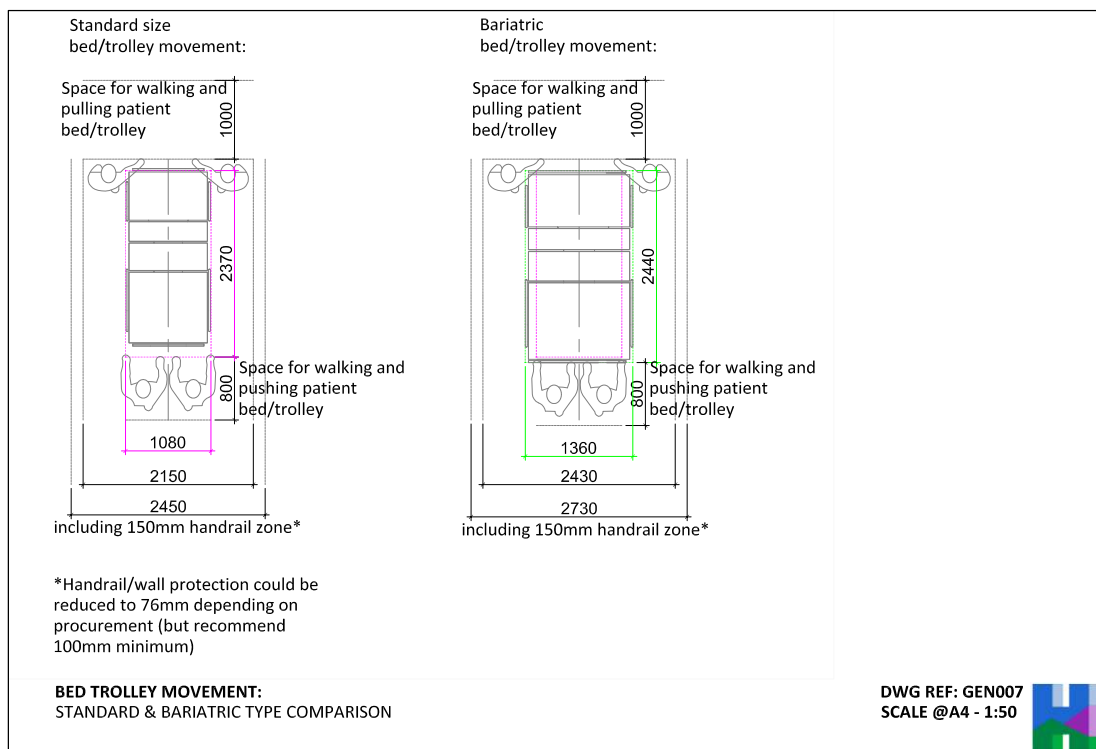 Standard size
bed/trolley movement:
Space for walking and
pulling patient
bed/trolley
1000
2370
800
Space for walking and
pushing patient
bed/trolley
1080
2150
2450
including 150mm handrail zone*
Bariatric
bed/trolley movement:
Space for walking and
pulling patient
bed/trolley
1000
2440
800
Space for walking and
pushing patient
bed/trolley
1360
2430
2730
including 150mm handrail zone*
*Handrail/wall protection could be
reduced to 76mm depending on
procurement (but recommend
100mm minimum)
BED TROLLEY MOVEMENT:
STANDARD & BARIATRIC TYPE COMPARISON
DWG REF: GEN007
SCALE @A4 - 1:50